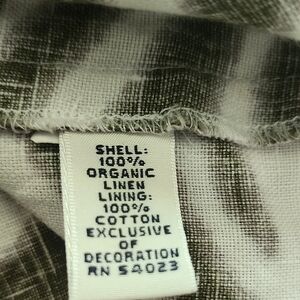 SHELL:
100%
ORGANIC
LINEN
LINING:
100%
COTTON
EXCLUSIVE
OF
DECORATION
RN 54023